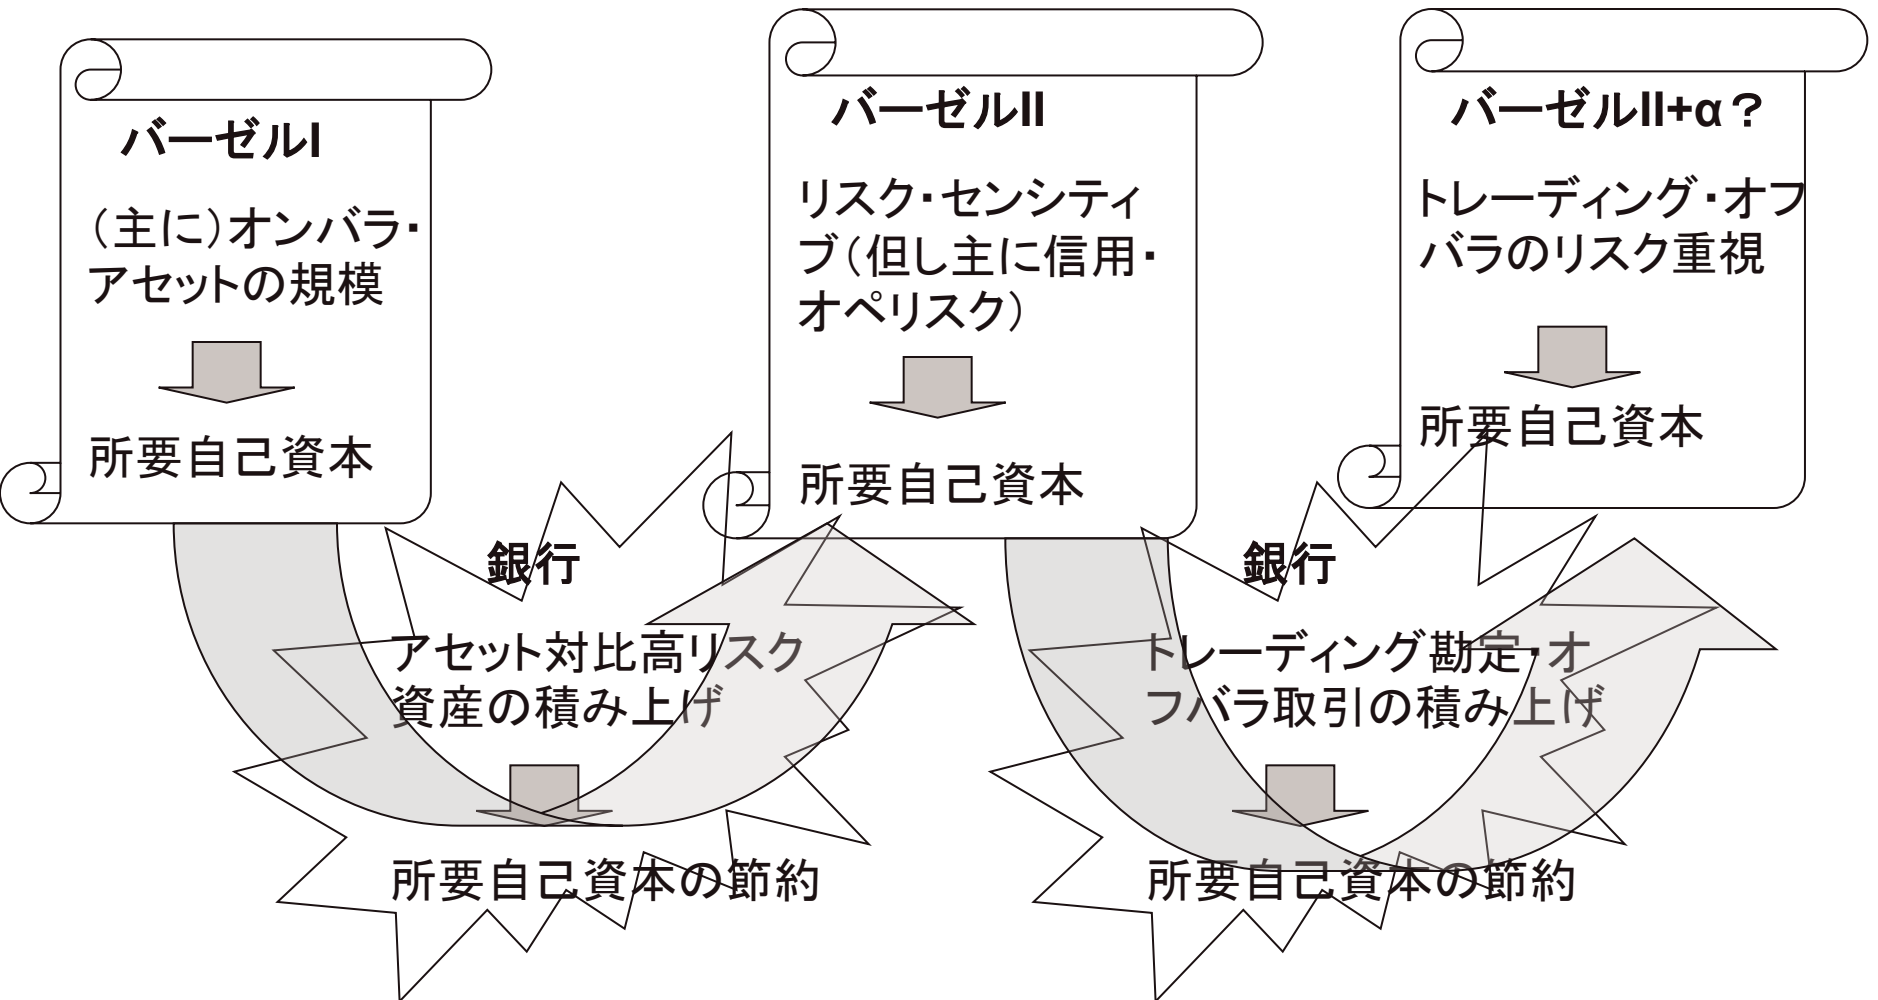 バーゼルI
（主に）オンバラ・
アセットの規模
所要自己資本
銀行
アセット対比高リスク
資産の積み上げ
所要自己資本の節約
バーゼルII
リスク・センシティ
ブ（但し主に信用・
オペリスク）
所要自己資本
銀行
トレーディング勘定・オ
フバラ取引の積み上げ
所要自己資本の節約
バーゼルII+α？
トレーディング・オフ
バラのリスク重視
所要自己資本